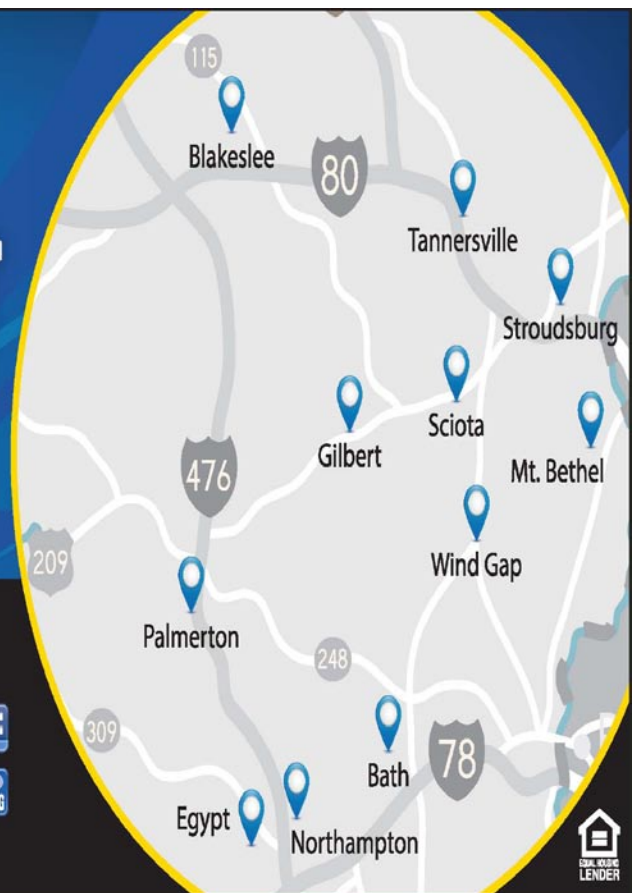 115
Blakeslee
80
Tannersville
Stroudsburg
Sciota
Gilbert
Mt. Bethel
476
Wind Gap
209
Palmerton
248
309
Bath
78
Egypt
Northampton
EQUAL HOUSING
LENDER